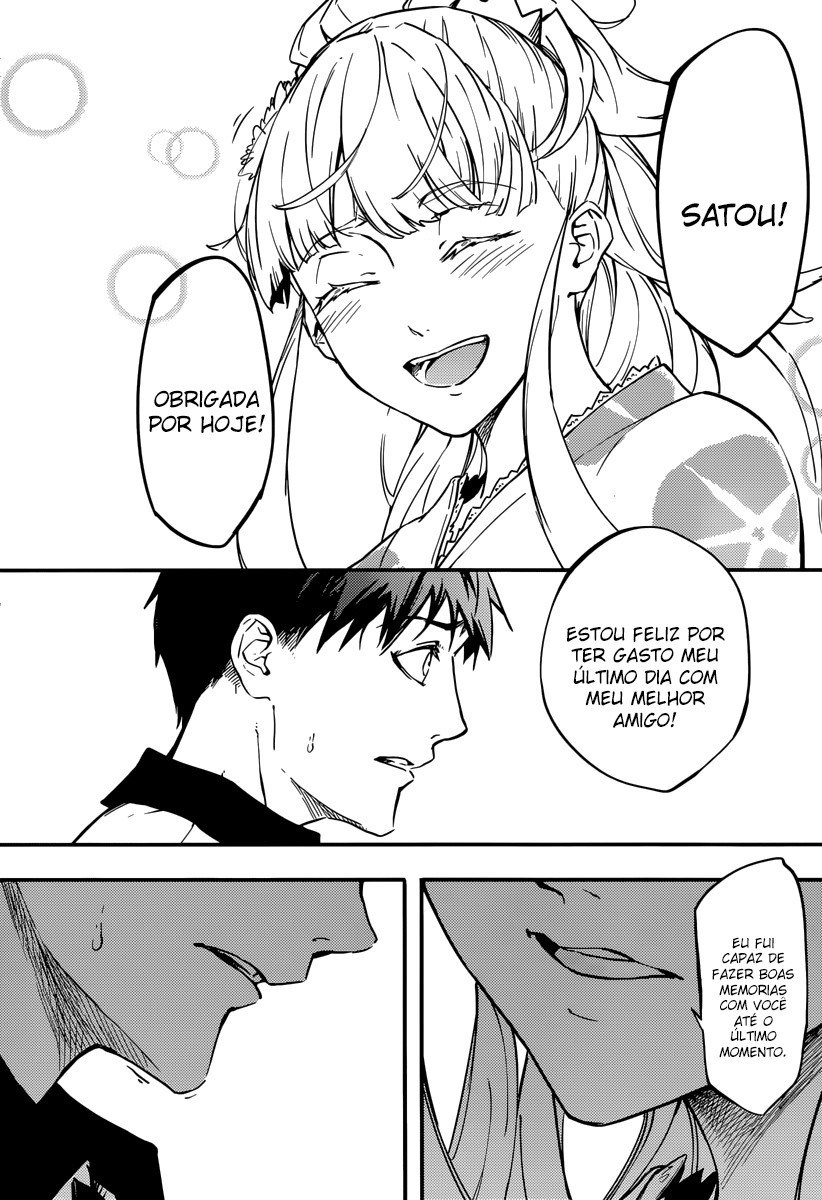 SATOU!
OBRIGADA
POR HOJE!
ESTOU FELIZ POR
TER GASTO MEU
ÚLTIMO DIA COM
MEU MELHOR
AMIGO!
EU FUI
CAPAZ DE
FAZER BOAS
MEMORIAS
COM VOCÊ
ATÉ O
ÚLTIMO
MOMENTO.